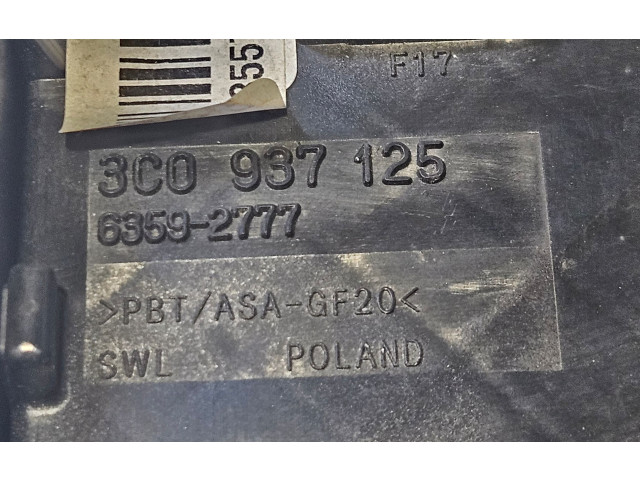 F17
3C0 937 125
6359-2777
>PBT/ASA-GF20<
SWL POLAND